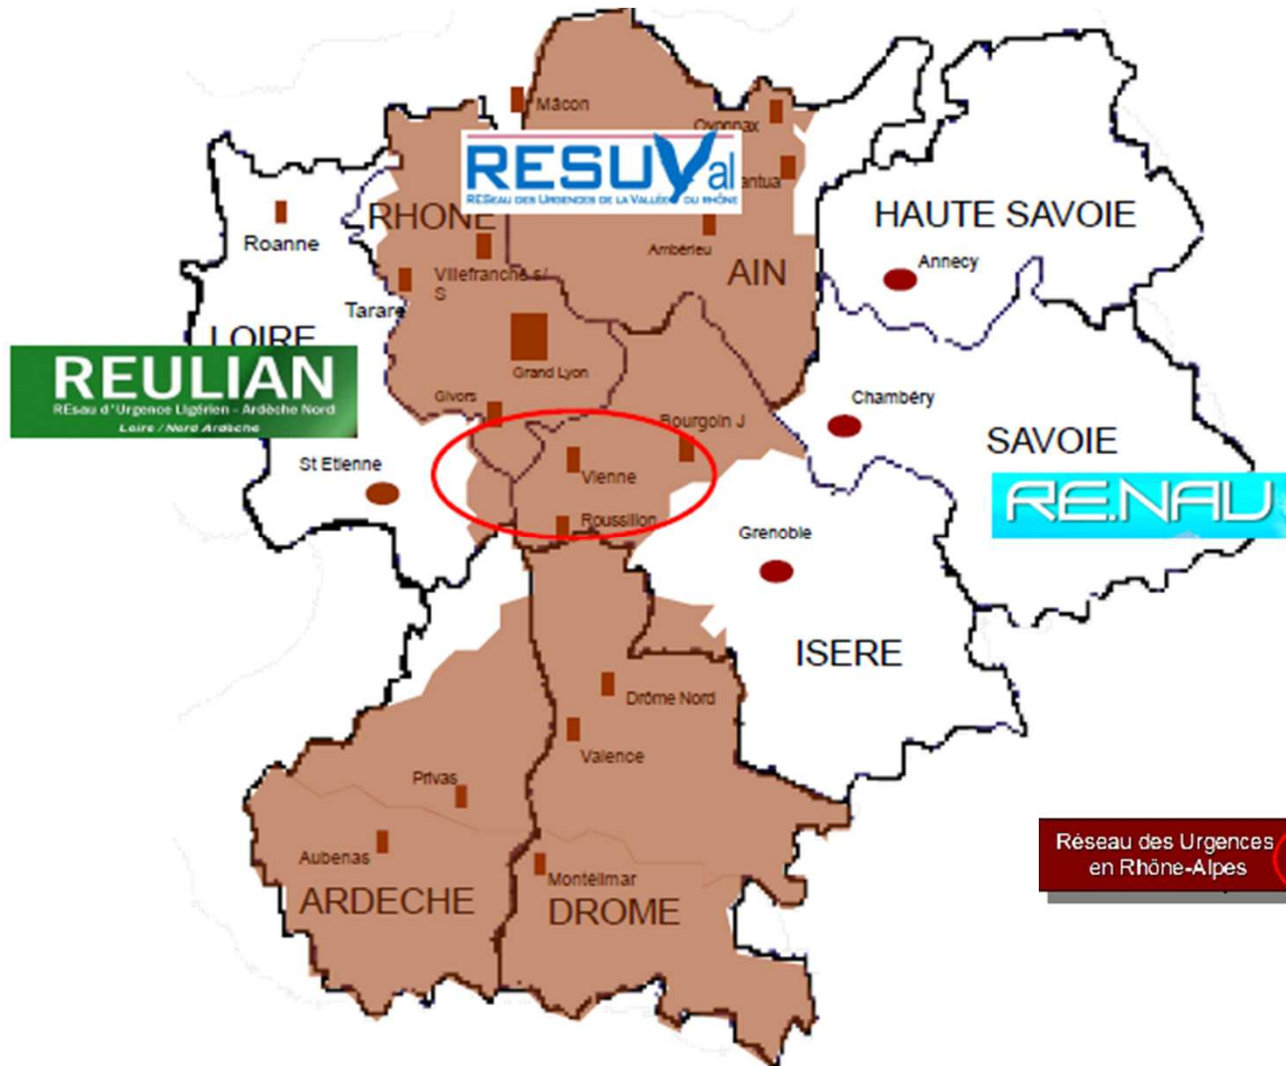 Mâcon
Oyonnax
RESUVal
RESeau des Urgences de la Vallée du Rhône
antua
HAUTE SAVOIE
RHONE
Roanne
Ambérieu
Annecy
Villefranche s/
S
AIN
Tarare
LOIRE
REULIAN
REseau d'Urgence Ligérien - Ardèche Nord
Loire / Nord Ardèche
Grand Lyon
Givors
Chambéry
Bourgoin J
SAVOIE
St Etienne
Vienne
RE.NAU
Roussillon
Grenoble
ISERE
Drôme Nord
Valence
Privas
Réseau des Urgences
en Rhône-Alpes
Aubenas
Montélimar
ARDECHE
DROME